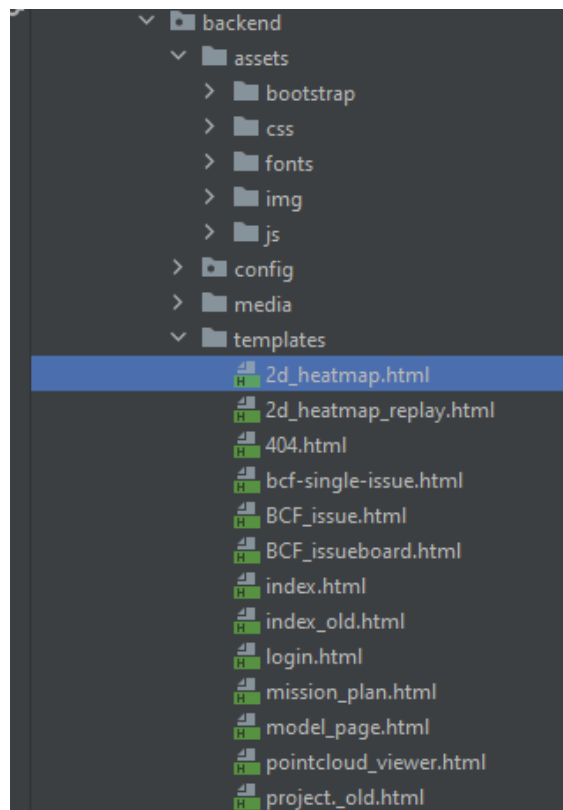 backend
assets
bootstrap
css
fonts
img
js
config
media
templates
2d_heatmap.html
2d_heatmap_replay.html
404.html
bcf-single-issue.html
BCF_issue.html
BCF_issueboard.html
index.html
index_old.html
login.html
mission_plan.html
model_page.html
pointcloud_viewer.html
project._old.html